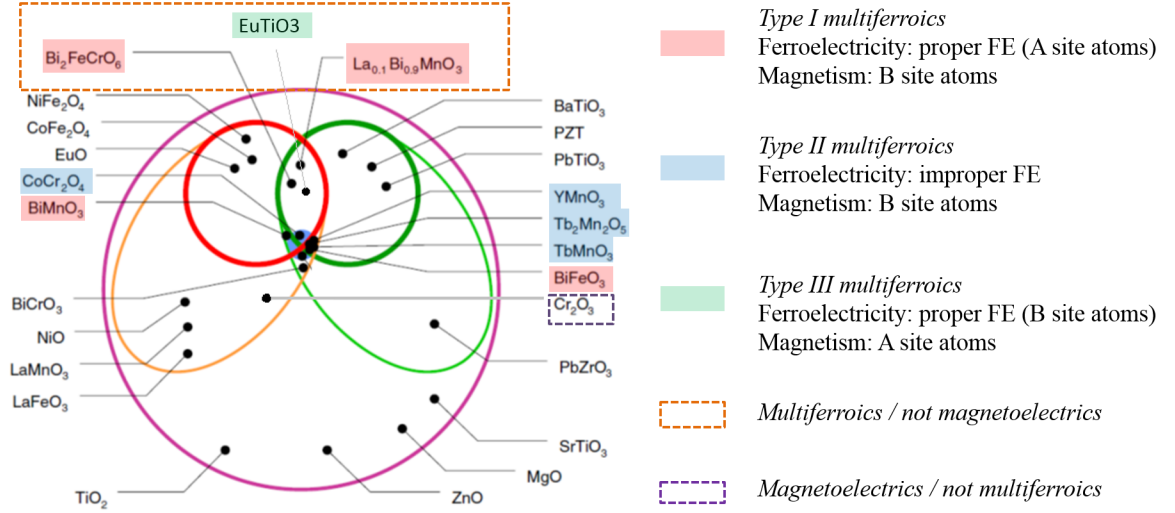 EuTiO3
Bi₂FeCrO₆
La₀.₁Bi₀.₉MnO₃
NiFe₂O₄
CoFe₂O₄
EuO
CoCr₂O₄
BiMnO₃
BiCrO₃
NiO
LaMnO₃
LaFeO₃
TiO₂
ZnO
MgO
SrTiO₃
PbZrO₃
BaTiO₃
PZT
PbTiO₃
YMnO₃
Tb₂Mn₂O₅
TbMnO₃
BiFeO₃
Cr₂O₃
Type I multiferroics
Ferroelectricity: proper FE (A site atoms)
Magnetism: B site atoms
Type II multiferroics
Ferroelectricity: improper FE
Magnetism: B site atoms
Type III multiferroics
Ferroelectricity: proper FE (B site atoms)
Magnetism: A site atoms
Multiferroics / not magnetoelectrics
Magnetoelectrics / not multiferroics